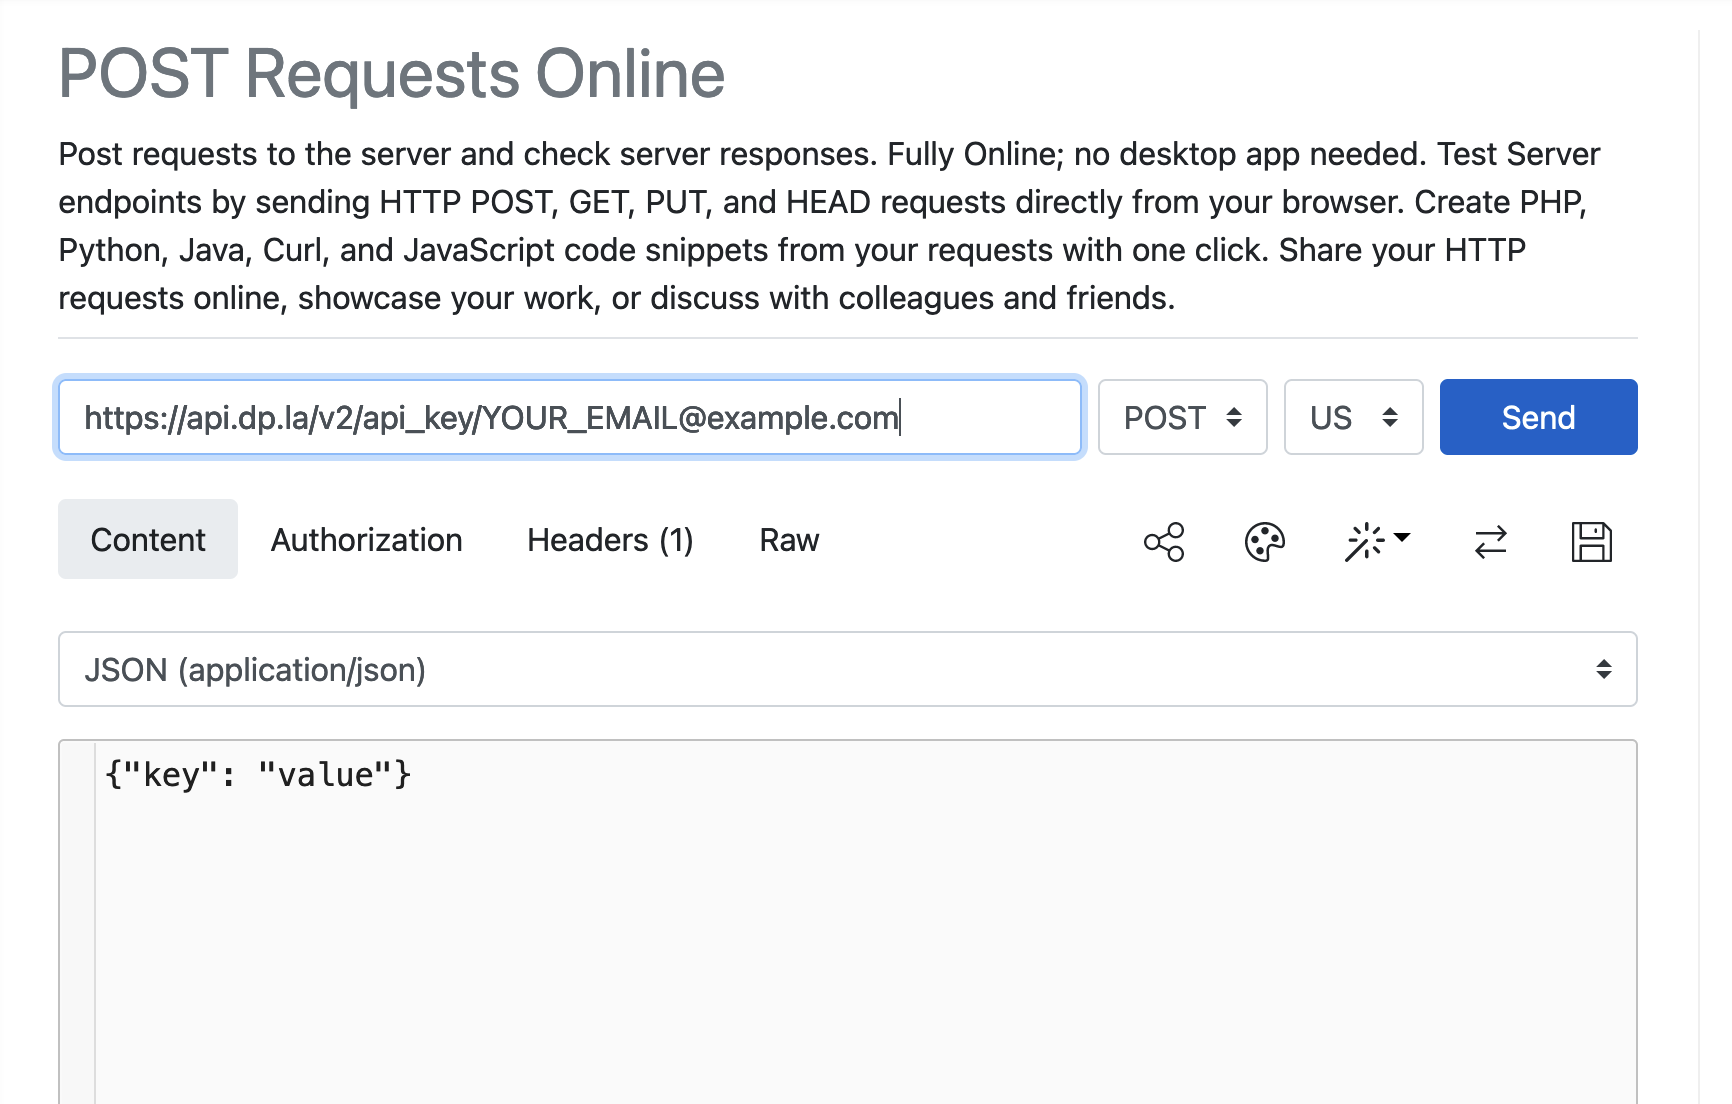 POST Requests Online
Post requests to the server and check server responses. Fully Online; no desktop app needed. Test Server
endpoints by sending HTTP POST, GET, PUT, and HEAD requests directly from your browser. Create PHP,
Python, Java, Curl, and JavaScript code snippets from your requests with one click. Share your HTTP
requests online, showcase your work, or discuss with colleagues and friends.
https://api.dp.la/v2/api_key/YOUR_EMAIL@example.com POST US Send
Content Authorization Headers (1) Raw
JSON (application/json)
{"key": "value"}